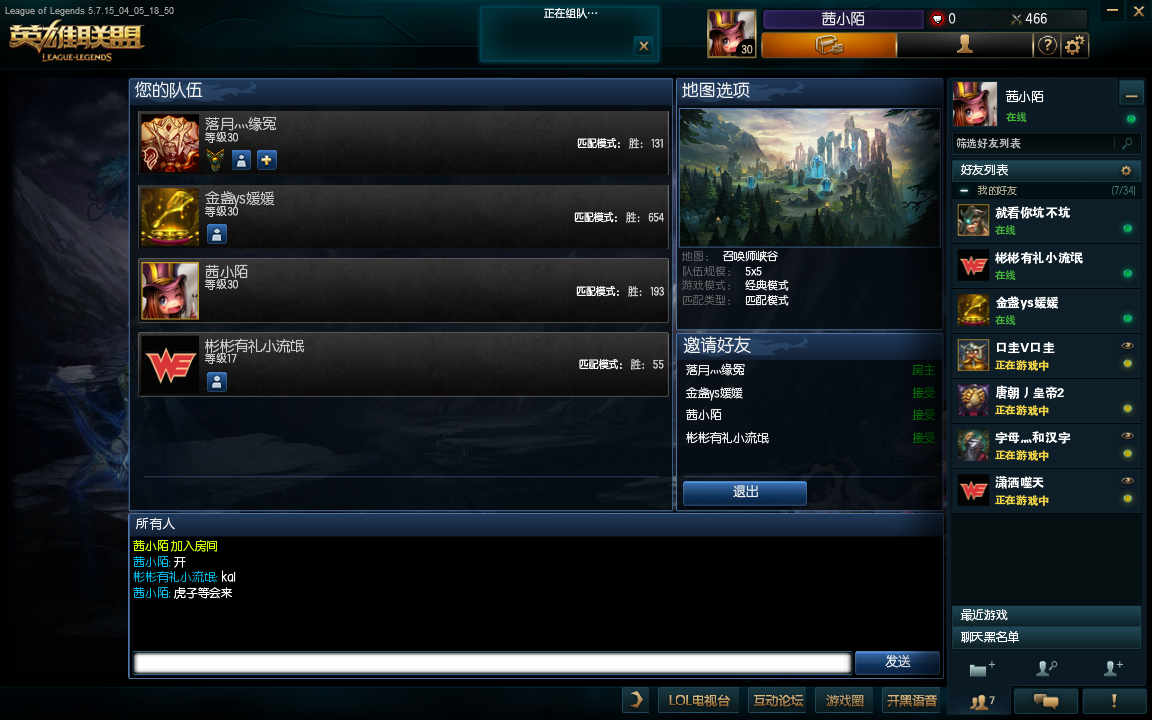 League of Legends 5.7.15_04_05_18_50
英雄联盟
LEAGUE·LEGENDS
正在组队···
30
茜小陌
0
466
您的队伍
落月灬缘冤
等级30
匹配模式: 胜: 131
金盏ys媛媛
等级30
匹配模式: 胜: 654
茜小陌
等级30
匹配模式: 胜: 193
彬彬有礼小流氓
等级17
匹配模式: 胜: 55
地图选项
地图: 召唤师峡谷
队伍规模: 5x5
游戏模式: 经典模式
匹配类型: 匹配模式
邀请好友
落月灬缘冤 房主
金盏ys媛媛 接受
茜小陌 接受
彬彬有礼小流氓 接受
退出
所有人
茜小陌 加入房间
茜小陌: 开
彬彬有礼小流氓: kal
茜小陌: 虎子等会来
发送
茜小陌
在线
筛选好友列表
好友列表
我的好友 (7/34)
就看你坑不坑
在线
彬彬有礼小流氓
在线
金盏ys媛媛
在线
口圭V口圭
正在游戏中
唐朝丿皇帝2
正在游戏中
字母灬和汉字
正在游戏中
潇洒噬天
正在游戏中
最近游戏
聊天黑名单
LOL电视台
互动论坛
游戏圈
开黑语音
7